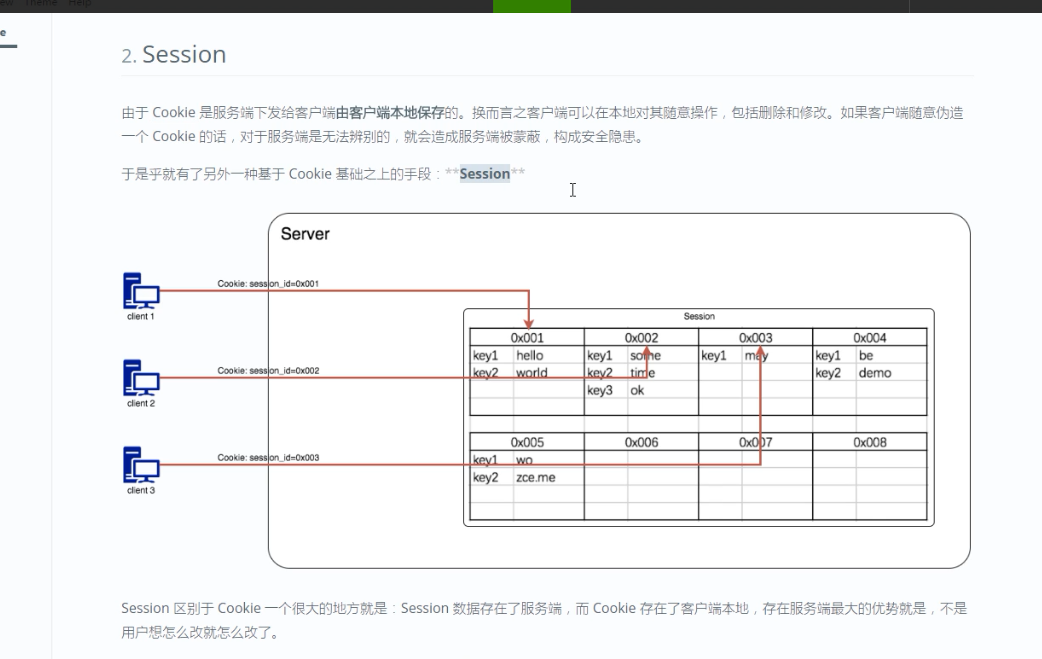 Theme Help
e
2. Session
由于 Cookie 是服务端下发给客户端由客户端本地保存的。换而言之客户端可以在本地对其随意操作，包括删除和修改。如果客户端随意伪造
一个 Cookie 的话，对于服务端是无法辨别的，就会造成服务端被蒙蔽，构成安全隐患。
于是乎就有了另外一种基于 Cookie 基础之上的手段：**Session**
Server
Cookie: session_id=0x001
client 1
Session
0x001 0x002 0x003 0x004
key1 hello key1 some key1 may key1 be
key2 world key2 time key2 demo
key3 ok
Cookie: session_id=0x002
client 2
0x005 0x006 0x007 0x008
key1 wo
key2 zce.me
Cookie: session_id=0x003
client 3
Session 区别于 Cookie 一个很大的地方就是：Session 数据存在了服务端，而 Cookie 存在了客户端本地，存在服务端最大的优势就是，不是
用户想怎么改就怎么改了。